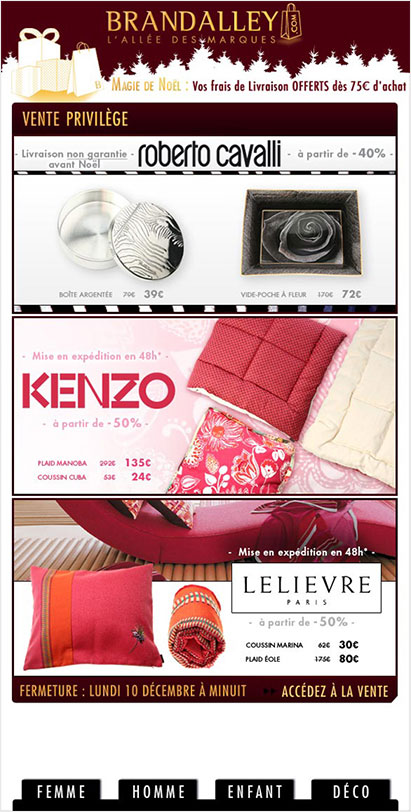 BRANDALLEY.COM
L'ALLÉE DES MARQUES
Magie de Noël : Vos frais de Livraison OFFERTS dès 75€ d'achat
VENTE PRIVILÈGE
- Livraison non garantie - roberto cavalli - à partir de -40% -
avant Noël
BOÎTE ARGENTÉE 79€ 39€ VIDE-POCHE À FLEUR 170€ 72€
- Mise en expédition en 48h* -
KENZO
- à partir de -50% -
PLAID MANOBA 292€ 135€
COUSSIN CUBA 53€ 24€
- Mise en expédition en 48h* -
LELIEVRE
PARIS
- à partir de -50% -
COUSSIN MARINA 62€ 30€
PLAID ÉOLE 175€ 80€
FERMETURE : LUNDI 10 DÉCEMBRE À MINUIT ACCÉDEZ À LA VENTE
FEMME HOMME ENFANT DÉCO